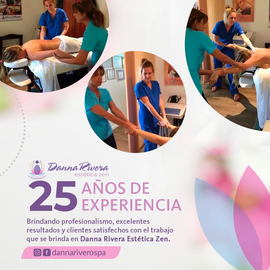 Danna Rivera
estética zen
25 AÑOS DE
EXPERIENCIA
Brindando profesionalismo, excelentes
resultados y clientes satisfechos con el trabajo
que se brinda en Danna Rivera Estética Zen.
dannariverospa